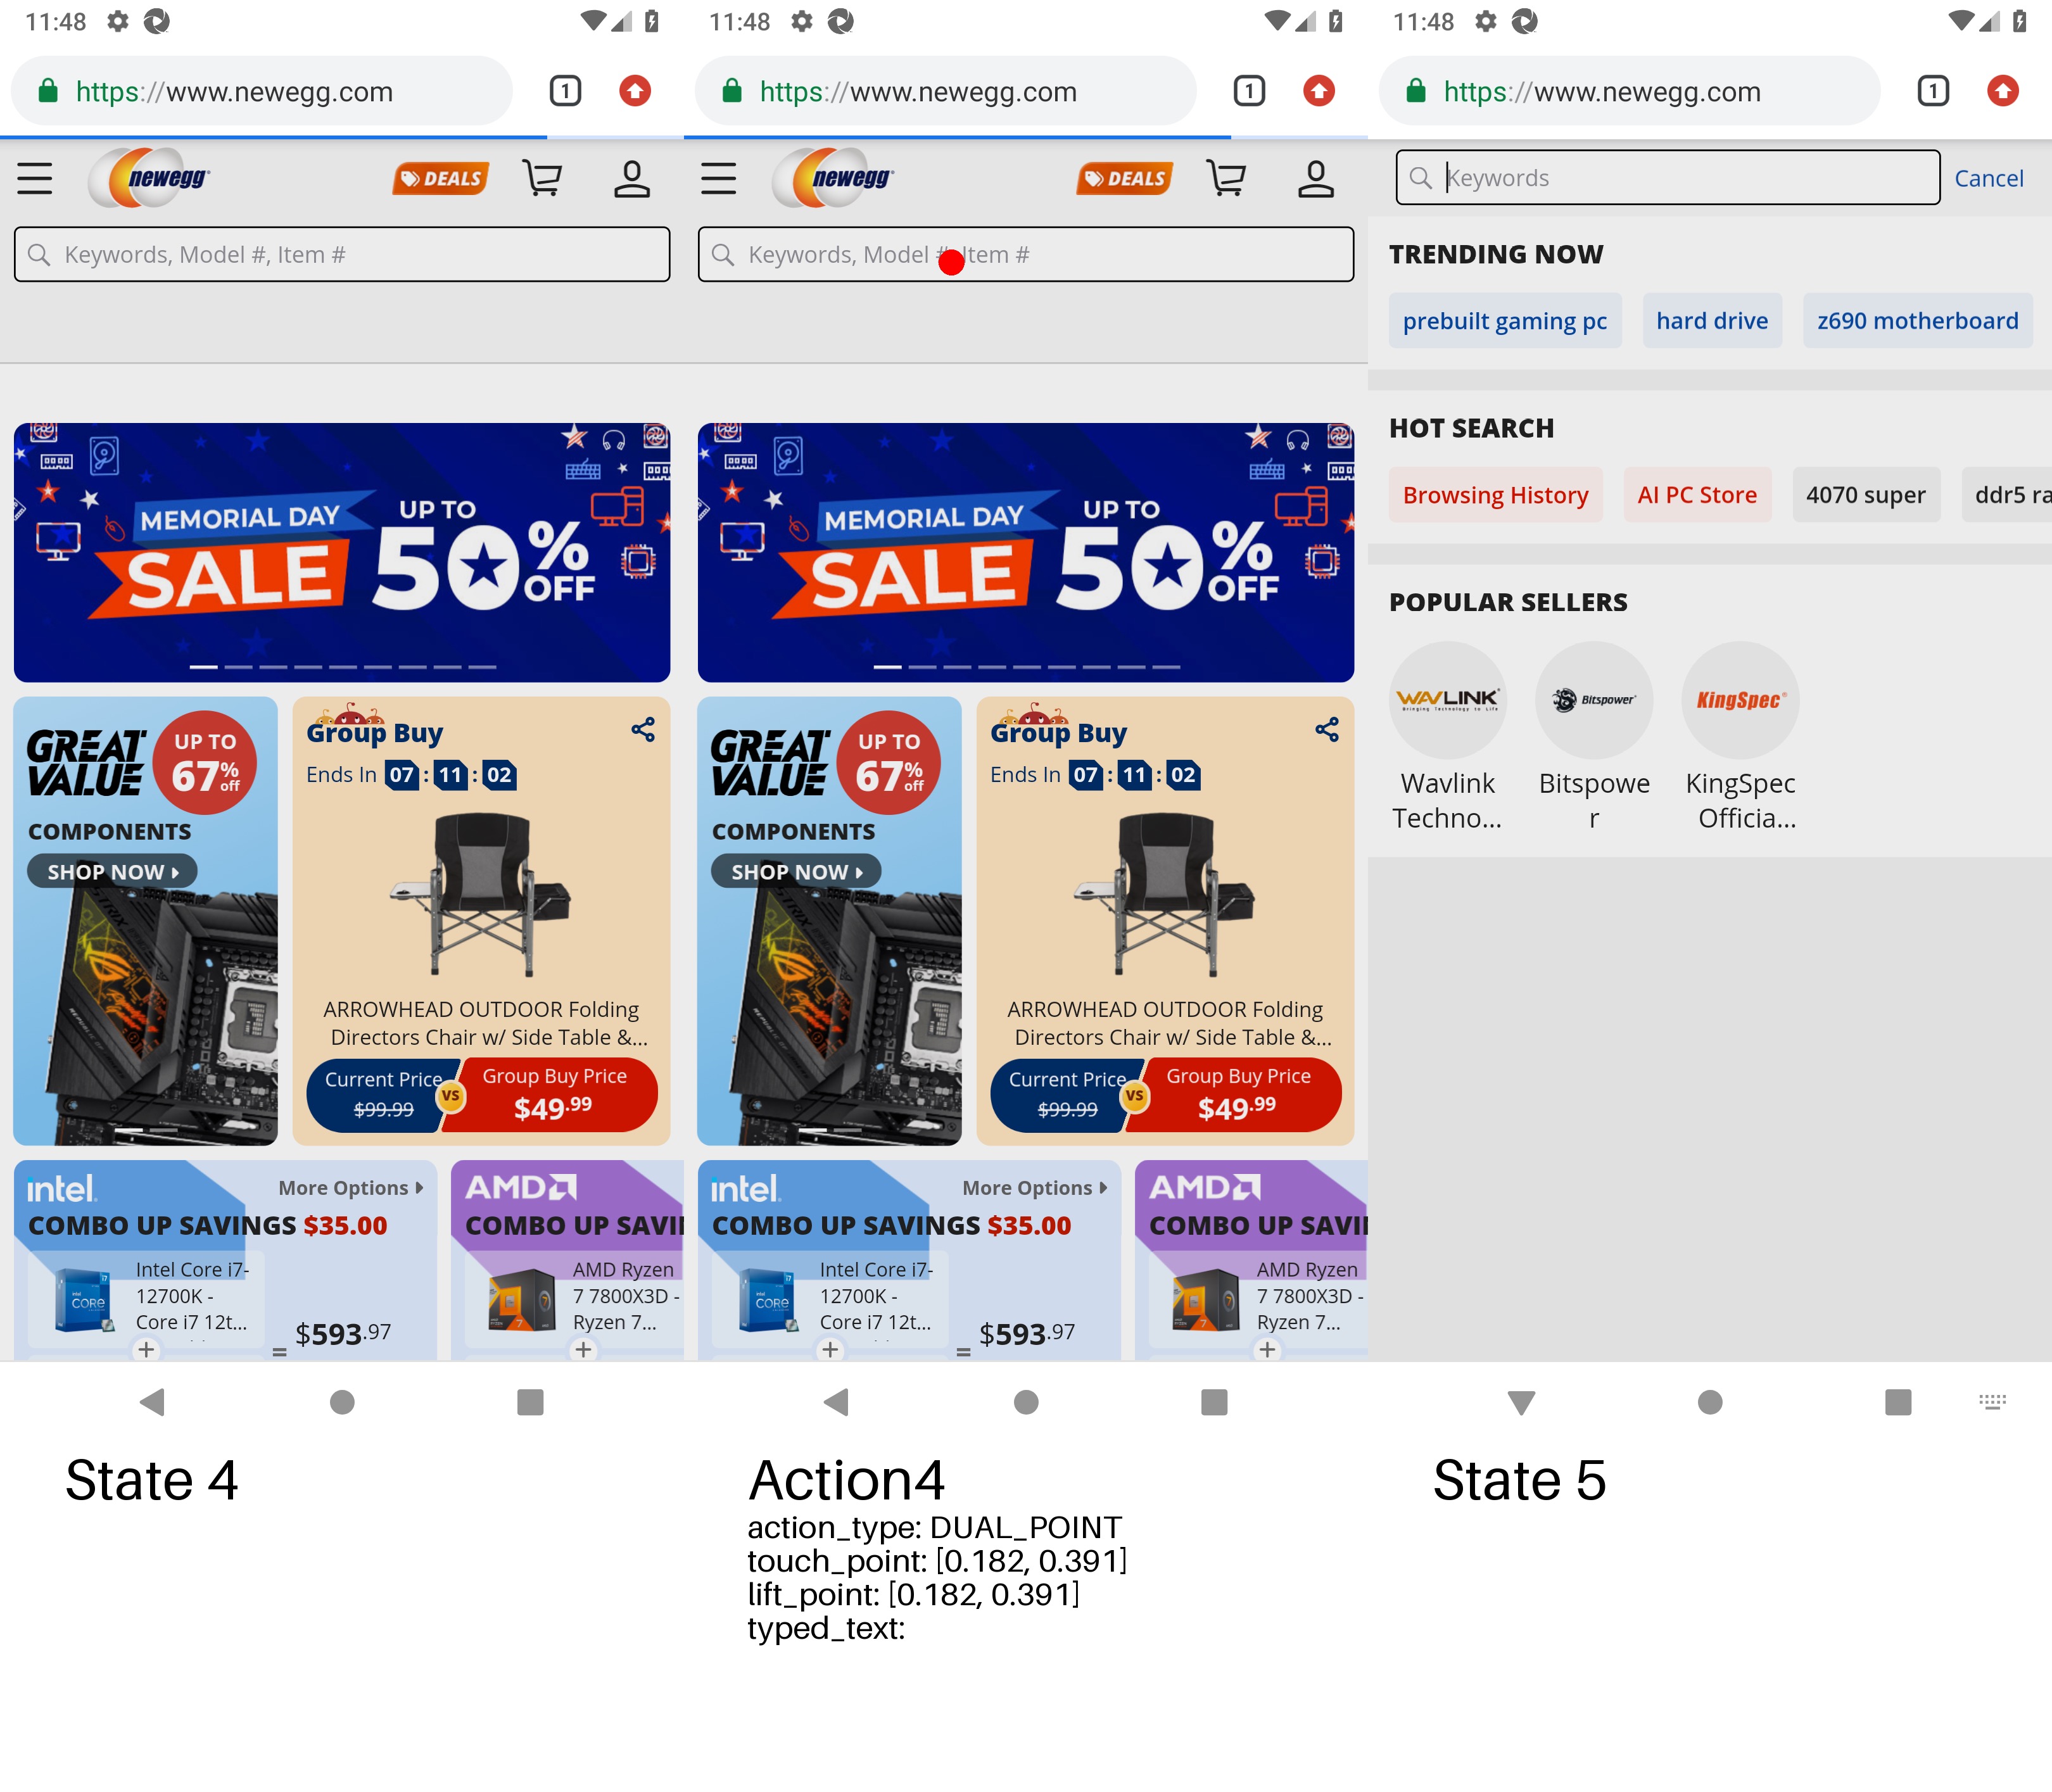 11:48
1
https://www.newegg.com
newegg
DEALS
Keywords, Model #, Item #
MEMORIAL DAY
SALE
UP TO
50%
OFF
GREAT
VALUE
UP TO
67%
off
COMPONENTS
SHOP NOW
Group Buy
Ends In 07 : 11 : 02
ARROWHEAD OUTDOOR Folding
Directors Chair w/ Side Table &...
Current Price
$99.99
VS
Group Buy Price
$49.99
intel.
More Options
COMBO UP SAVINGS $35.00
Intel Core i7-
12700K -
Core i7 12t...
= $593.97
AMD
COMBO UP SAVI
AMD Ryzen
7 7800X3D -
Ryzen 7...
State 4
11:48
1
https://www.newegg.com
newegg
DEALS
Keywords, Model #, Item #
MEMORIAL DAY
SALE
UP TO
50%
OFF
GREAT
VALUE
UP TO
67%
off
COMPONENTS
SHOP NOW
Group Buy
Ends In 07 : 11 : 02
ARROWHEAD OUTDOOR Folding
Directors Chair w/ Side Table &...
Current Price
$99.99
VS
Group Buy Price
$49.99
intel.
More Options
COMBO UP SAVINGS $35.00
Intel Core i7-
12700K -
Core i7 12t...
= $593.97
AMD
COMBO UP SAVI
AMD Ryzen
7 7800X3D -
Ryzen 7...
Action4
action_type: DUAL_POINT
touch_point: [0.182, 0.391]
lift_point: [0.182, 0.391]
typed_text:
11:48
1
https://www.newegg.com
Keywords
Cancel
TRENDING NOW
prebuilt gaming pc
hard drive
z690 motherboard
HOT SEARCH
Browsing History
AI PC Store
4070 super
ddr5 ra
POPULAR SELLERS
WAVLINK
Bringing Technology to Life
Bitspower
KingSpec
Wavlink
Techno...
Bitspowe
r
KingSpec
Officia...
State 5